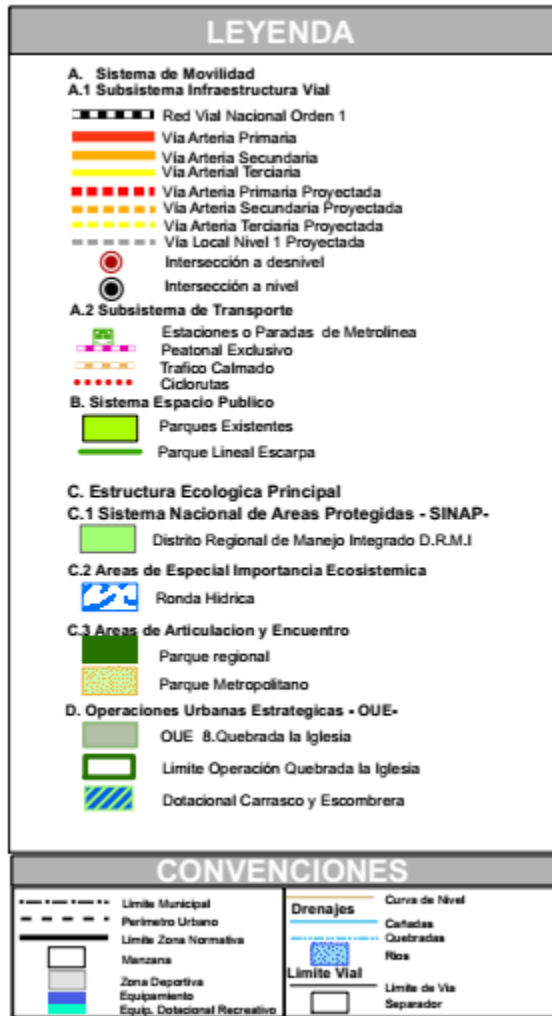 LEYENDA
A. Sistema de Movilidad
A.1 Subsistema Infraestructura Vial
Red Vial Nacional Orden 1
Vía Arteria Primaria
Vía Arteria Secundaria
Vía Arterial Terciaria
Vía Arteria Primaria Proyectada
Vía Arteria Secundaria Proyectada
Vía Arteria Terciaria Proyectada
Vía Local Nivel 1 Proyectada
Intersección a desnivel
Intersección a nivel
A.2 Subsistema de Transporte
Estaciones o Paradas de Metrolinea
Peatonal Exclusivo
Trafico Calmado
Ciclorutas
B. Sistema Espacio Publico
Parques Existentes
Parque Lineal Escarpa
C. Estructura Ecologica Principal
C.1 Sistema Nacional de Areas Protegidas - SINAP-
Distrito Regional de Manejo Integrado D.R.M.I
C.2 Areas de Especial Importancia Ecosistemica
Ronda Hidrica
C.3 Areas de Articulacion y Encuentro
Parque regional
Parque Metropolitano
D. Operaciones Urbanas Estrategicas - OUE-
OUE 8.Quebrada la Iglesia
Limite Operación Quebrada la Iglesia
Dotacional Carrasco y Escombrera
CONVENCIONES
Límite Municipal
Perímetro Urbano
Límite Zona Normativa
Manzana
Zona Deportiva
Equipamiento
Equip. Dotacional Recreativo
Curva de Nivel
Drenajes
Cañadas
Quebradas
Rios
Limite Vial
Límite de Vía
Separador